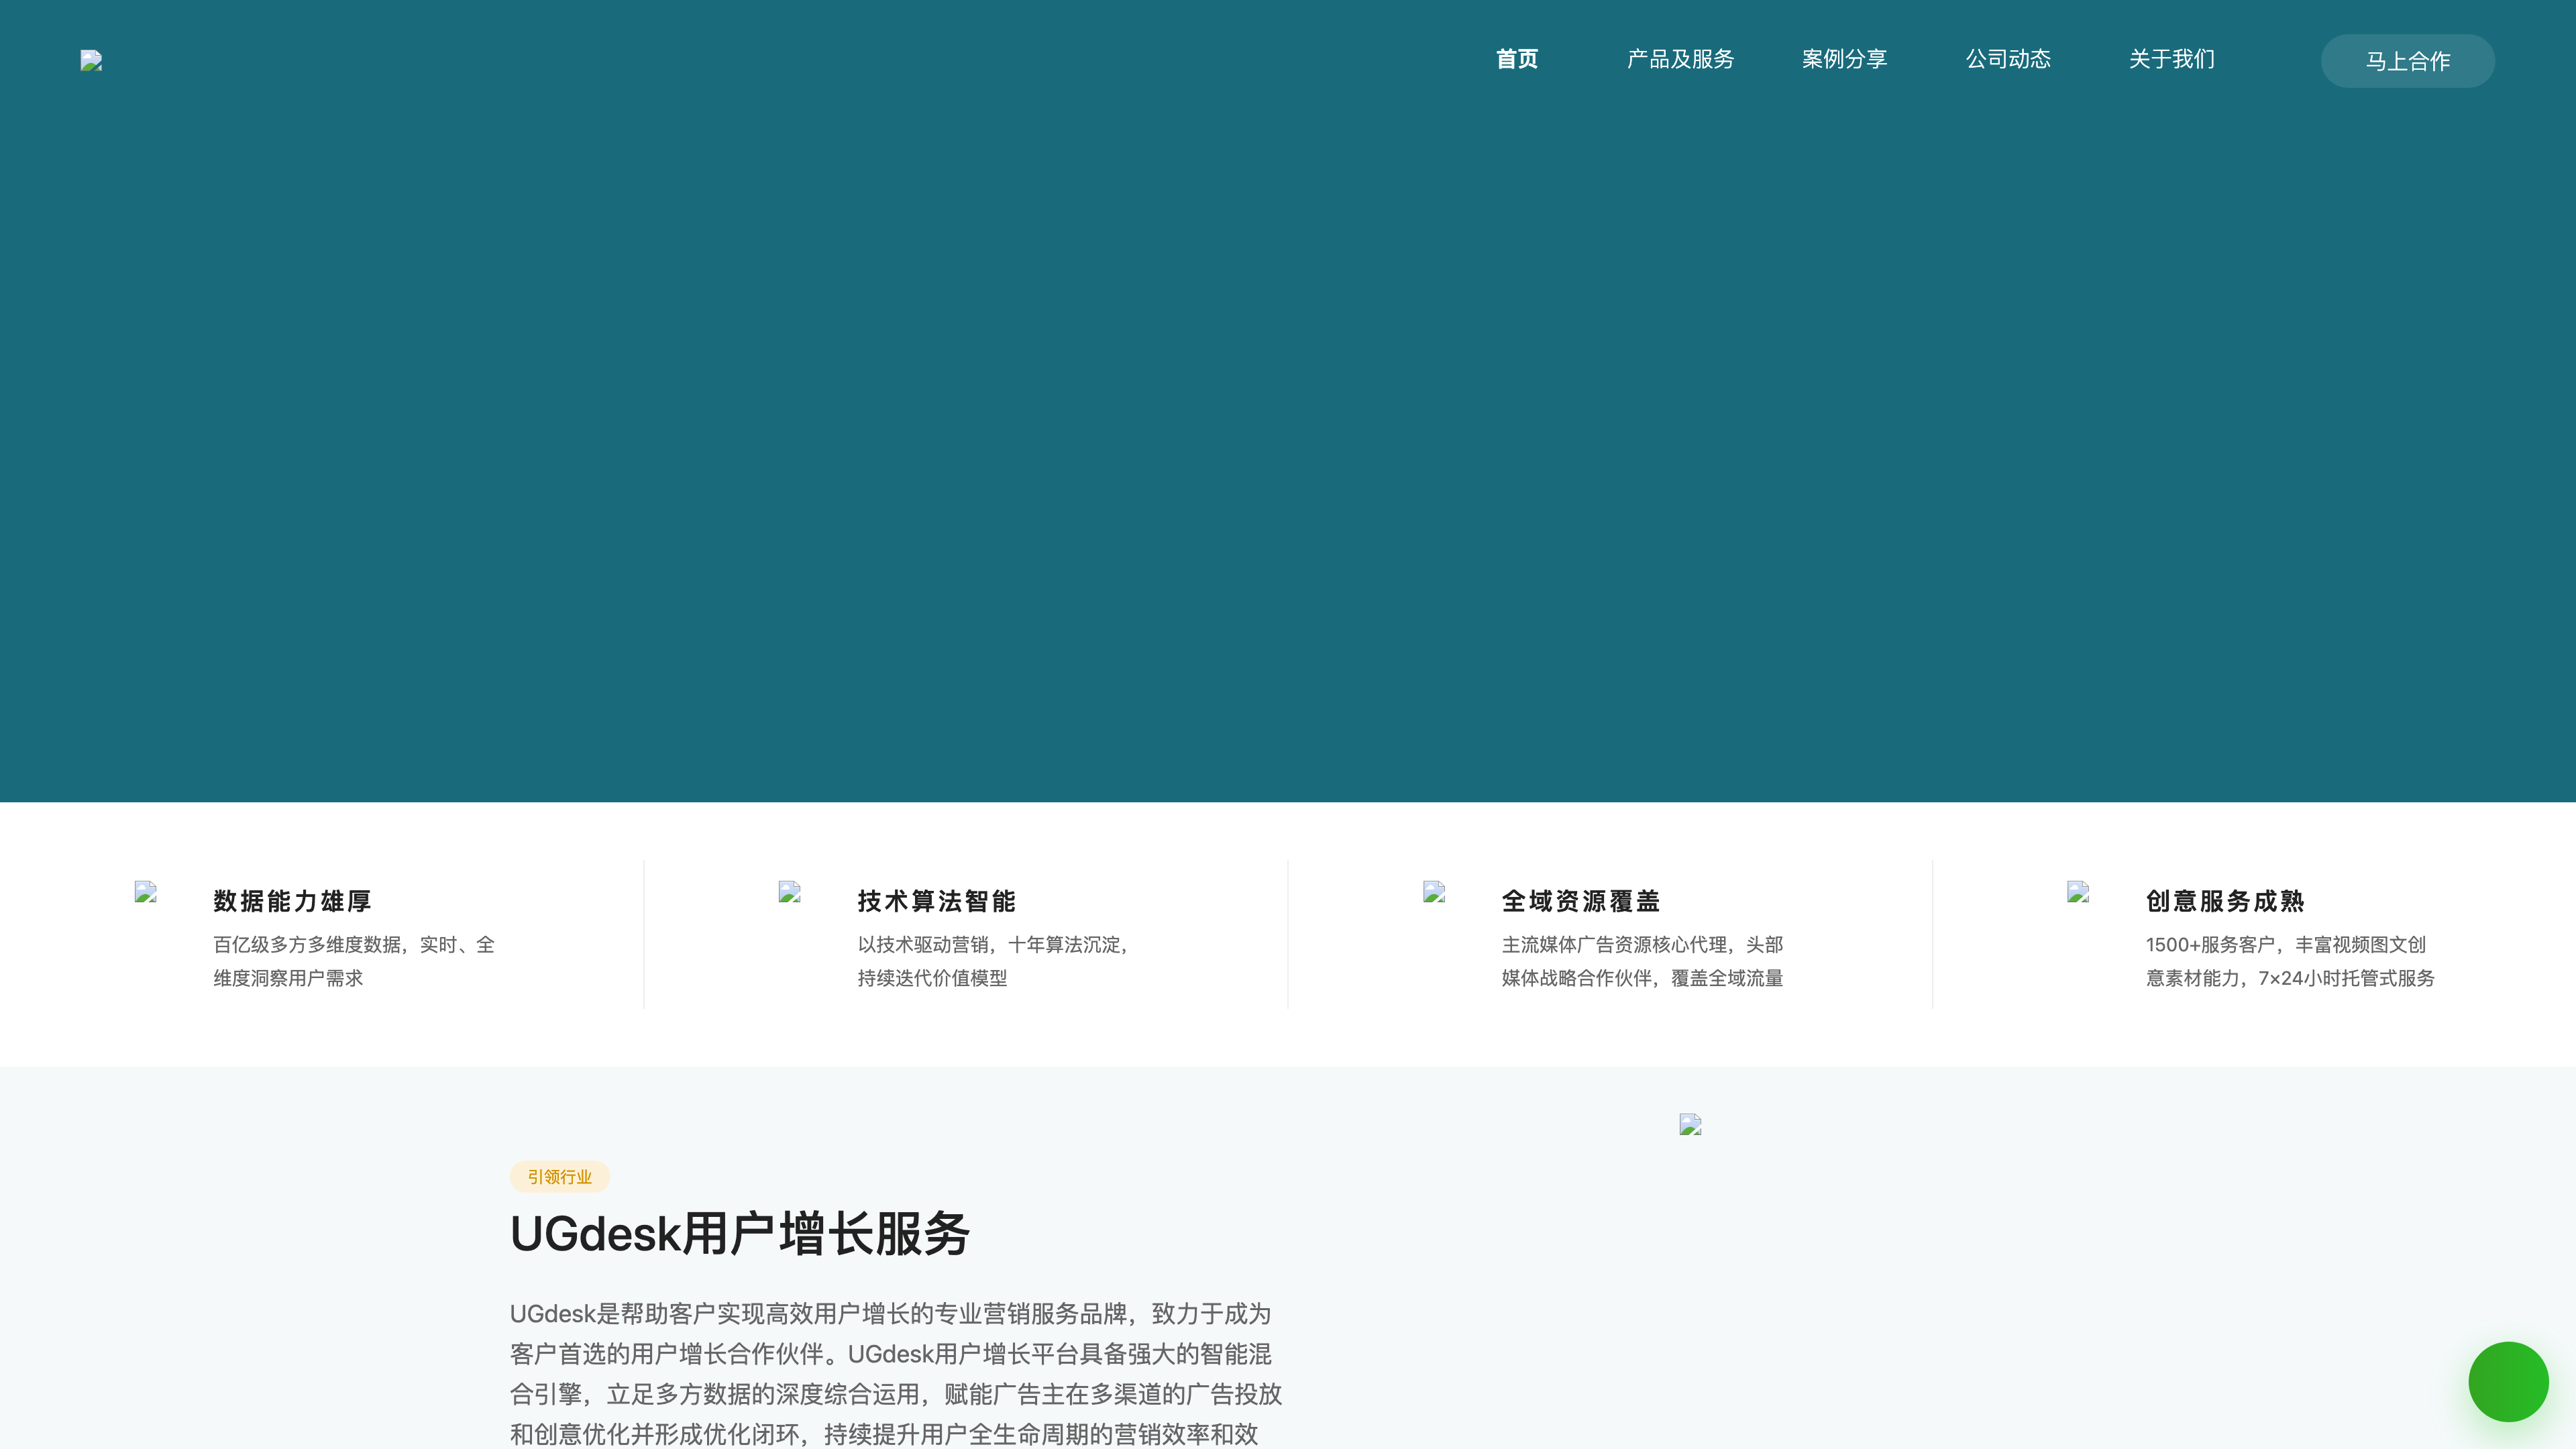 首页
产品及服务
案例分享
公司动态
关于我们
马上合作
数据能力雄厚
百亿级多方多维度数据，实时、全
维度洞察用户需求
技术算法智能
以技术驱动营销，十年算法沉淀，
持续迭代价值模型
全域资源覆盖
主流媒体广告资源核心代理，头部
媒体战略合作伙伴，覆盖全域流量
创意服务成熟
1500+服务客户，丰富视频图文创
意素材能力，7×24小时托管式服务
引领行业
UGdesk用户增长服务
UGdesk是帮助客户实现高效用户增长的专业营销服务品牌，致力于成为
客户首选的用户增长合作伙伴。UGdesk用户增长平台具备强大的智能混
合引擎，立足多方数据的深度综合运用，赋能广告主在多渠道的广告投放
和创意优化并形成优化闭环，持续提升用户全生命周期的营销效率和效